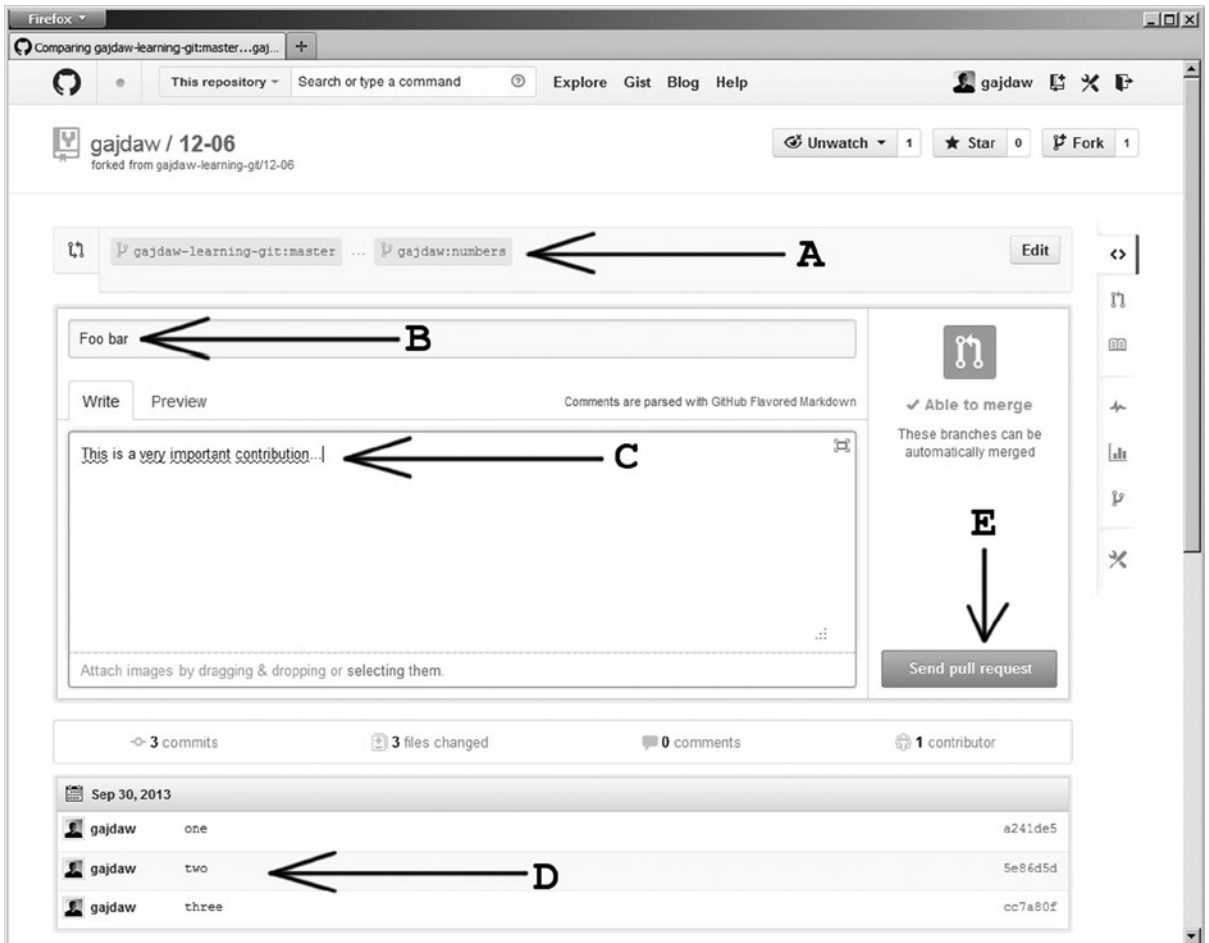 Firefox
Comparing gajdaw-learning-git:master...gaj...
This repository Search or type a command Explore Gist Blog Help gajdaw
gajdaw / 12-06 Unwatch 1 Star 0 Fork 1
forked from gajdaw-learning-git/12-06
gajdaw-learning-git:master ... gajdaw:numbers A Edit
Foo bar B
Write Preview Comments are parsed with GitHub Flavored Markdown
Able to merge
These branches can be
automatically merged
This is a very important contribution... C
E
Attach images by dragging & dropping or selecting them.
Send pull request
3 commits 3 files changed 0 comments 1 contributor
Sep 30, 2013
gajdaw one a241de5
gajdaw two D 5e86d5d
gajdaw three cc7a80f